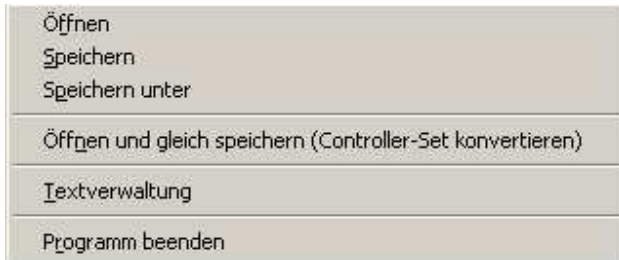 Öffnen
Speichern
Speichern unter
Öffnen und gleich speichern (Controller-Set konvertieren)
Textverwaltung
Programm beenden